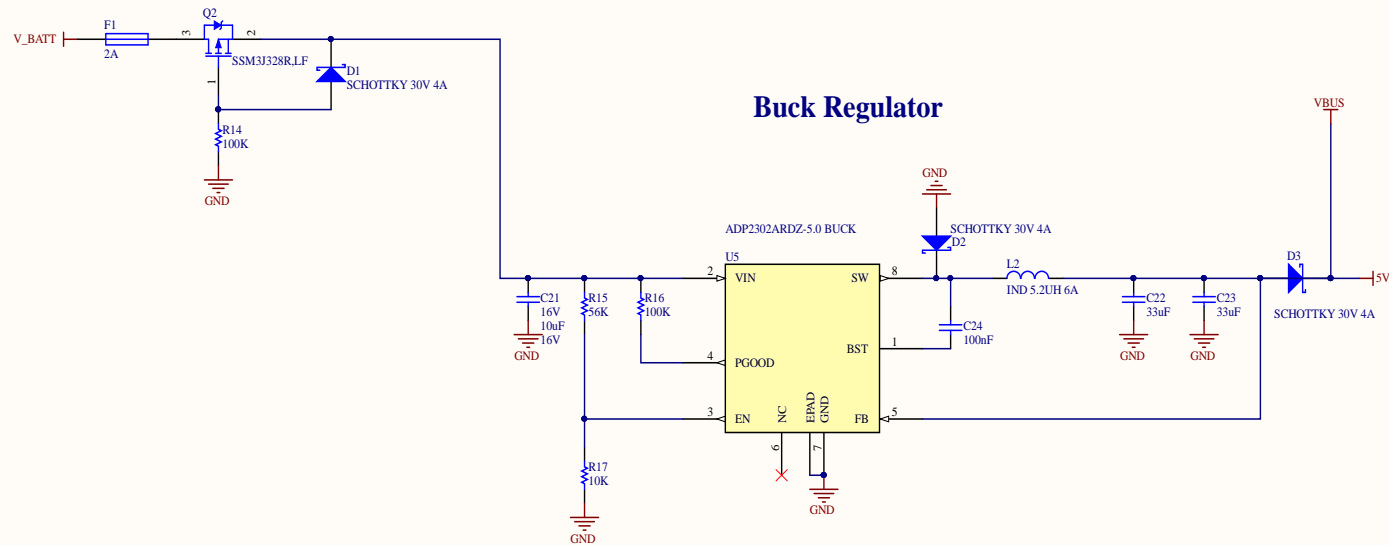 Q2
F1
V_BATT
3
2
2A
SSM3J328R,LF
1
D1
SCHOTTKY 30V 4A
R14
100K
GND
Buck Regulator
VBUS
GND
ADP2302ARDZ-5.0 BUCK
SCHOTTKY 30V 4A
D2
U5
L2
D3
2
VIN
SW
8
5V
IND 5.2UH 6A
C21
16V
10uF
16V
GND
R15
56K
R16
100K
C22
33uF
GND
C23
33uF
GND
SCHOTTKY 30V 4A
C24
100nF
BST
1
4
PGOOD
3
EN
NC
EPAD
GND
FB
5
6
7
R17
10K
GND
GND